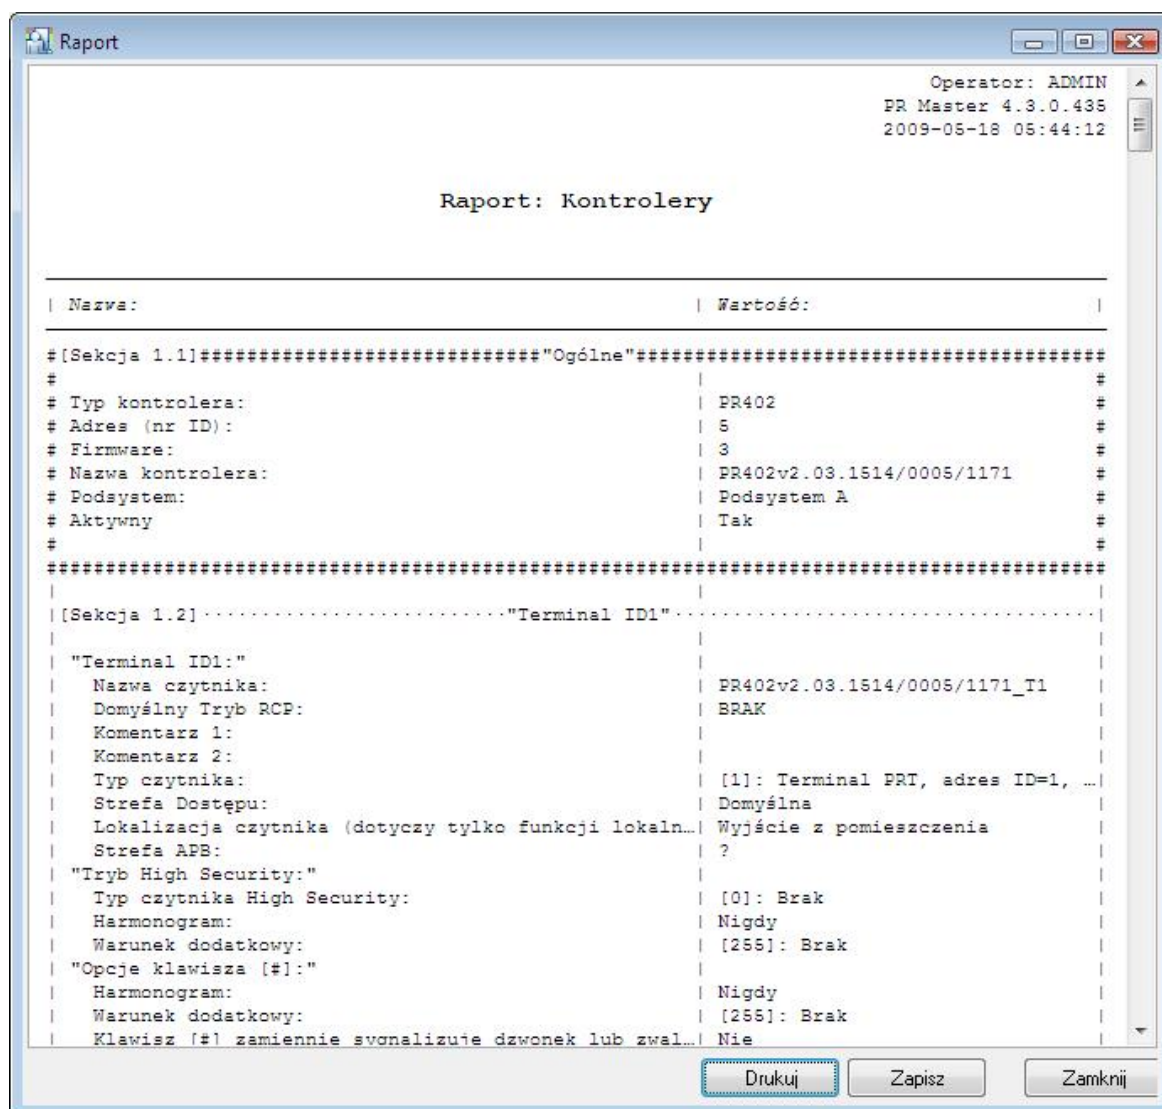 Raport
Operator: ADMIN
PR Master 4.3.0.435
2009-05-18 05:44:12
Raport: Kontrolery
| Nazwa: | Wartość: |
#[Sekcja 1.1]#############################"Ogólne"########################################
# | #
# Typ kontrolera: | PR402 #
# Adres (nr ID): | 5 #
# Firmware: | 3 #
# Nazwa kontrolera: | PR402v2.03.1514/0005/1171 #
# Podsystem: | Podsystem A #
# Aktywny | Tak #
# | #
##########################################################################################
| | |
|[Sekcja 1.2]··························"Terminal ID1"····································|
| | |
| "Terminal ID1:" | |
| Nazwa czytnika: | PR402v2.03.1514/0005/1171_T1 |
| Domyślny Tryb RCP: | BRAK |
| Komentarz 1: | |
| Komentarz 2: | |
| Typ czytnika: | [1]: Terminal PRT, adres ID=1, …|
| Strefa Dostępu: | Domyślna |
| Lokalizacja czytnika (dotyczy tylko funkcji lokaln…| Wyjście z pomieszczenia |
| Strefa APB: | ? |
| "Tryb High Security:" | |
| Typ czytnika High Security: | [0]: Brak |
| Harmonogram: | Nigdy |
| Warunek dodatkowy: | [255]: Brak |
| "Opcje klawisza [#]:" | |
| Harmonogram: | Nigdy |
| Warunek dodatkowy: | [255]: Brak |
| Klawisz [#] zamiennie sygnalizuje dzwonek lub zwal…| Nie |
Drukuj Zapisz Zamknij